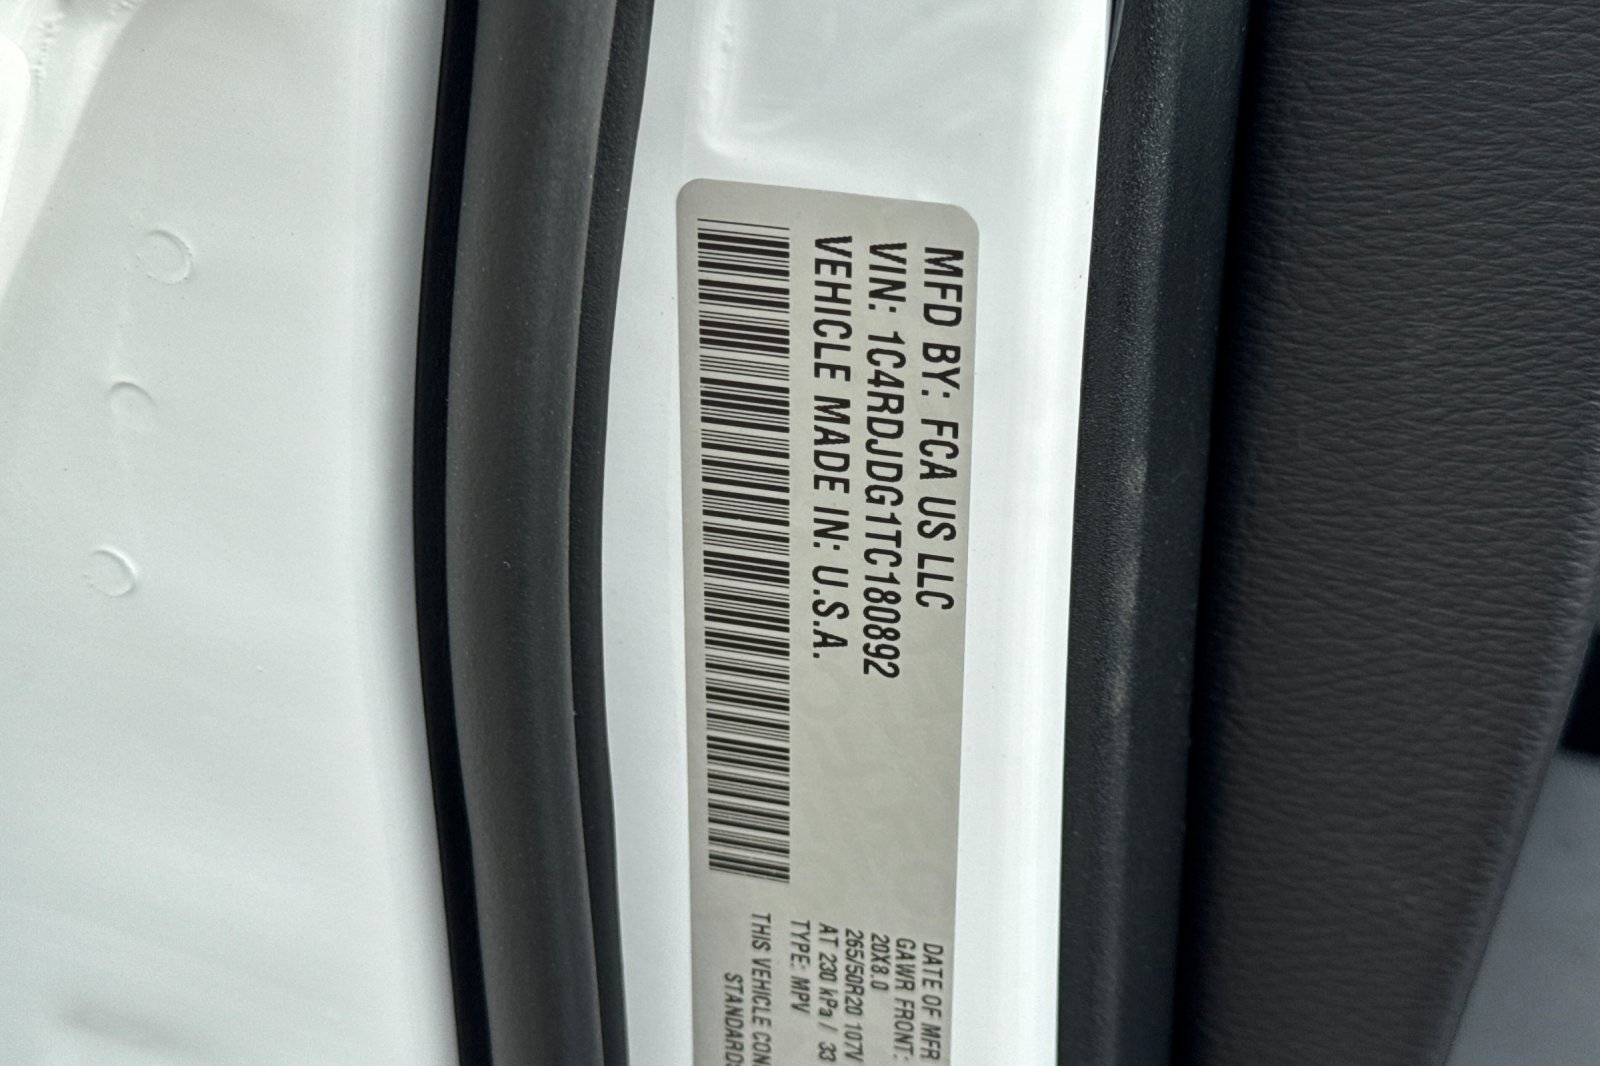 MFD BY: FCA US LLC
VIN: 1C4RDJDG1TC180892
VEHICLE MADE IN: U.S.A.
DATE OF MFR
GAWR FRONT:
20X8.0
265/50R20 107V
AT 230 kPa / 33
TYPE: MPV
THIS VEHICLE CON
STANDARD